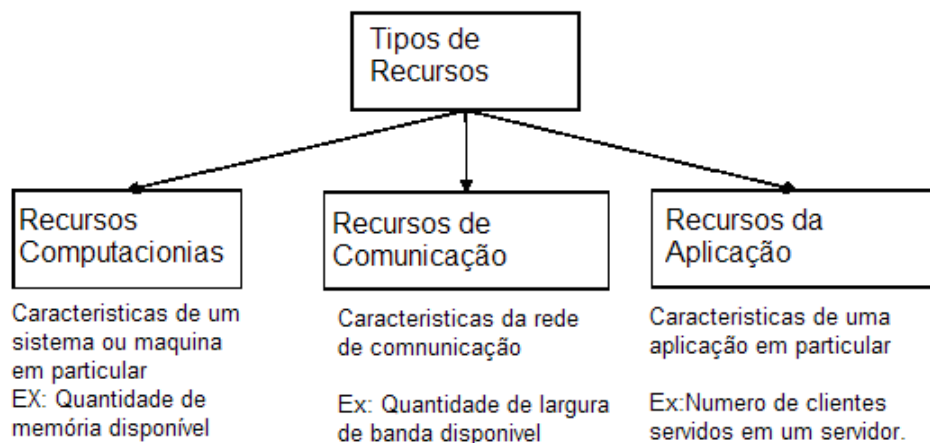 Tipos de
Recursos
Recursos
Computacionias
Caracteristicas de um
sistema ou maquina
em particular
EX: Quantidade de
memória disponível
Recursos de
Comunicação
Caracteristicas da rede
de comnunicação
Ex: Quantidade de largura
de banda disponivel
Recursos da
Aplicação
Caracteristicas de uma
aplicação em particular
Ex:Numero de clientes
servidos em um servidor.